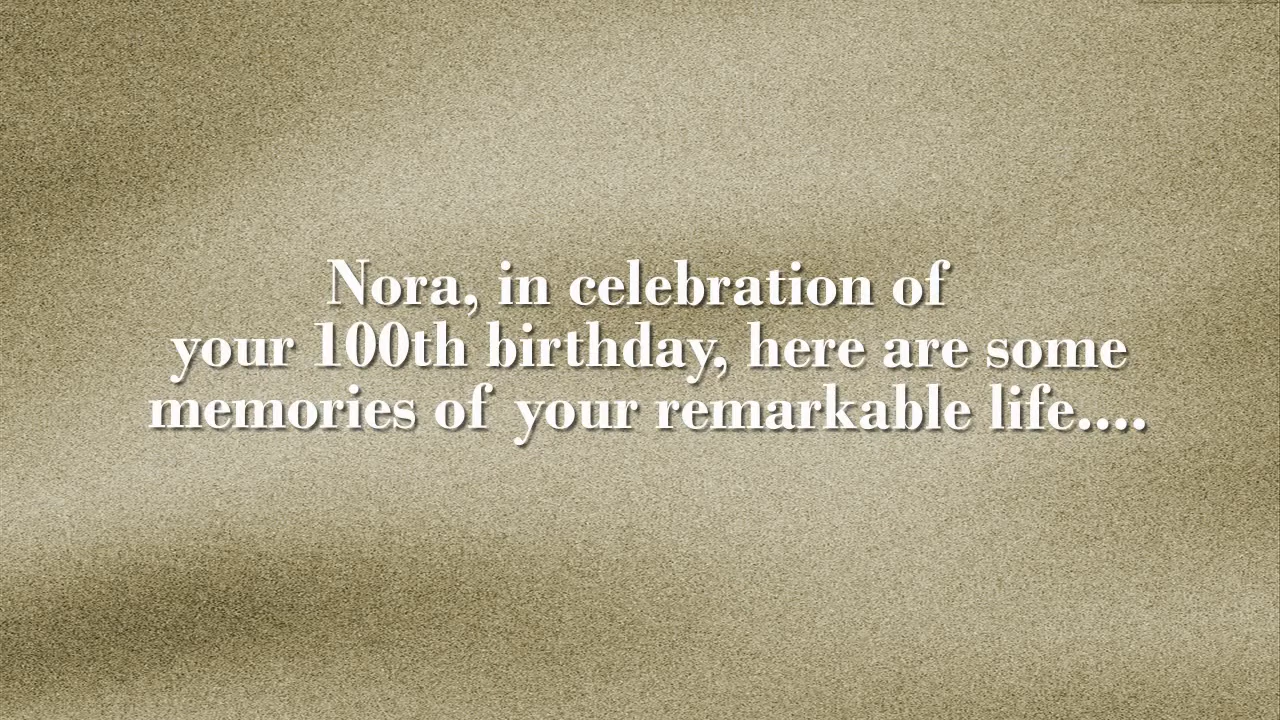 Nora, in celebration of
your 100th birthday, here are some
memories of your remarkable life....